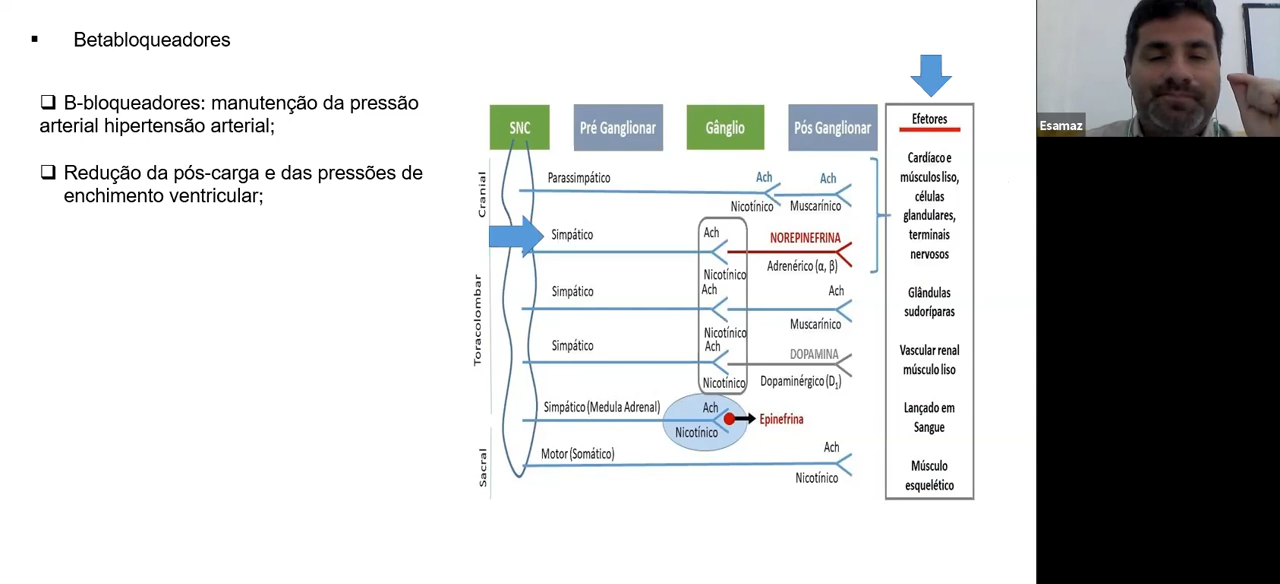 ▪ Betabloqueadores
❑ B-bloqueadores: manutenção da pressão
arterial hipertensão arterial;
❑ Redução da pós-carga e das pressões de
enchimento ventricular;
SNC
Pré Ganglionar
Gânglio
Pós Ganglionar
Efetores
Cranial
Toracolombar
Sacral
Parassimpático
Ach
Ach
Nicotínico
Muscarínico
Simpático
Ach
NOREPINEFRINA
Nicotínico
Adrenérico (α, β)
Simpático
Ach
Ach
Nicotínico
Muscarínico
Simpático
Ach
DOPAMINA
Nicotínico
Dopaminérgico (D₁)
Simpático (Medula Adrenal)
Ach
Nicotínico
Epinefrina
Motor (Somático)
Ach
Nicotínico
Cardíaco e
músculos liso,
células
glandulares,
terminais
nervosos
Glândulas
sudoríparas
Vascular renal
músculo liso
Lançado em
Sangue
Músculo
esquelético
Esamaz